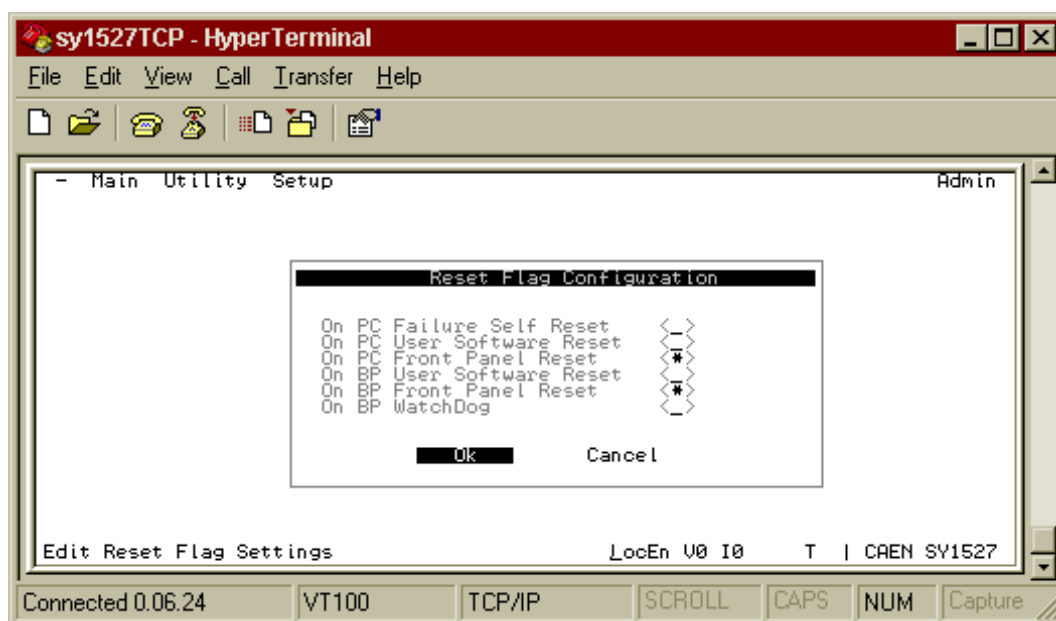 sy1527TCP - HyperTerminal
File Edit View Call Transfer Help
- Main Utility Setup Admin
Reset Flag Configuration
On PC Failure Self Reset <_>
On PC User Software Reset <_>
On PC Front Panel Reset <*>
On BP User Software Reset <_>
On BP Front Panel Reset <*>
On BP WatchDog <_>
Ok Cancel
Edit Reset Flag Settings LocEn V0 I0 T | CAEN SY1527
Connected 0.06.24 VT100 TCP/IP SCROLL CAPS NUM Capture